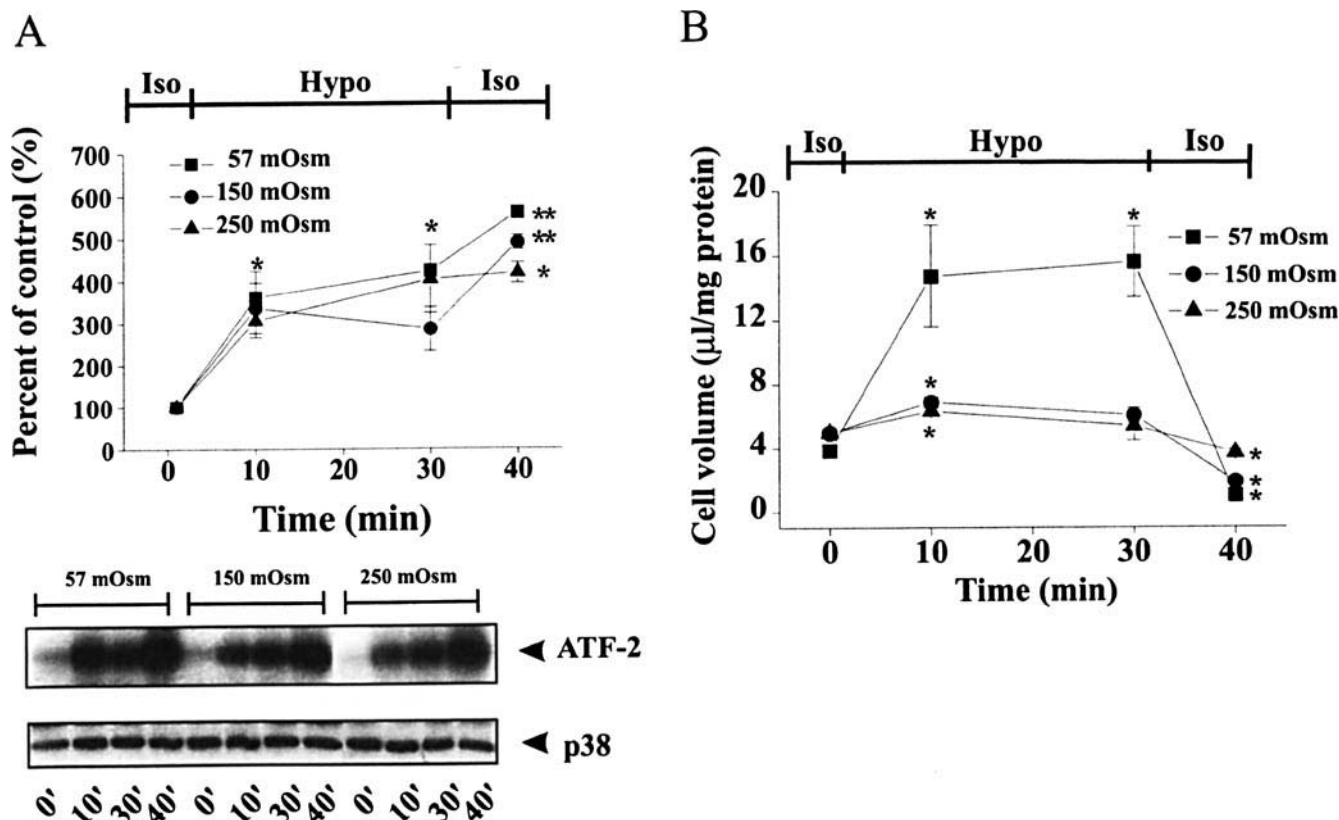 A
Iso Hypo Iso
Percent of control (%)
700
600
500
400
300
200
100
0
57 mOsm
150 mOsm
250 mOsm
*
*
**
**
*
0 10 20 30 40
Time (min)
57 mOsm 150 mOsm 250 mOsm
ATF-2
p38
0' 10' 30' 40' 0' 10' 30' 40' 0' 10' 30' 40'
B
Iso Hypo Iso
Cell volume (µl/mg protein)
20
16
12
8
4
0
57 mOsm
150 mOsm
250 mOsm
*
*
*
*
*
*
*
0 10 20 30 40
Time (min)